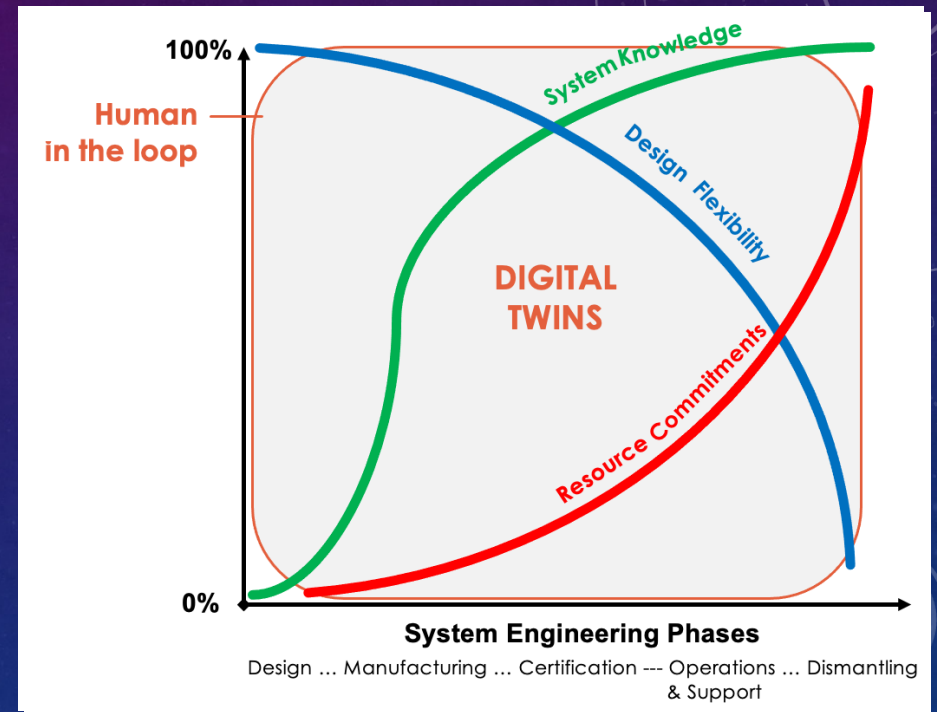 100%
System Knowledge
Human
in the loop
Design Flexibility
DIGITAL
TWINS
Resource Commitments
0%
System Engineering Phases
Design ... Manufacturing ... Certification --- Operations ... Dismantling
& Support